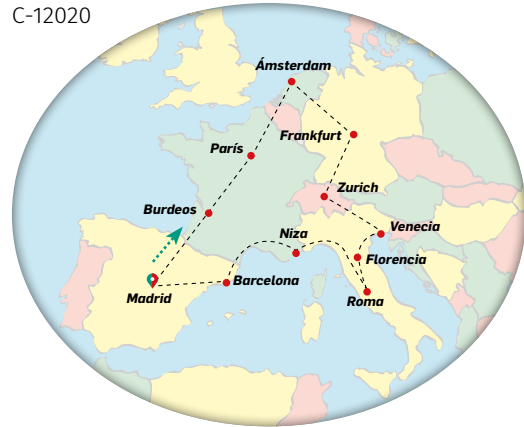 C-12020
Ámsterdam
Frankfurt
París
Zurich
Burdeos
Venecia
Niza
Florencia
Barcelona
Madrid
Roma